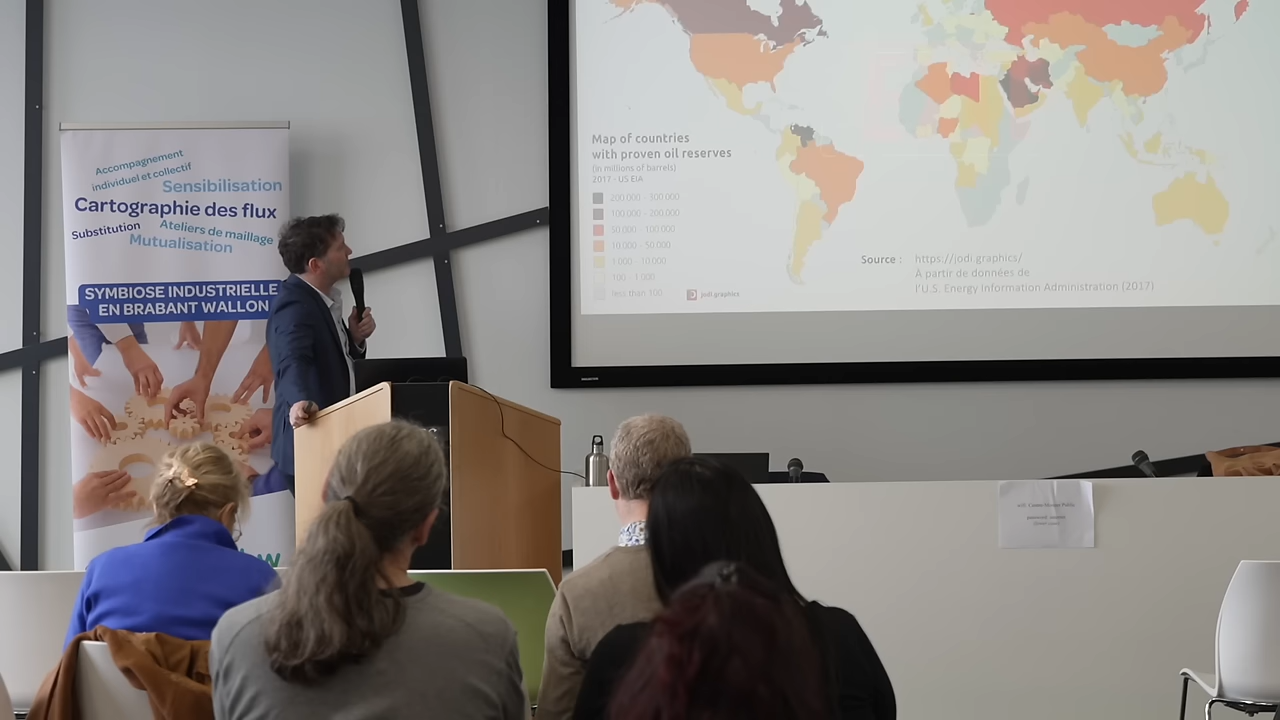 Accompagnement
individuel et collectif
Sensibilisation
Cartographie des flux
Substitution
Ateliers de maillage
Mutualisation
SYMBIOSE INDUSTRIELLE
EN BRABANT WALLON
Map of countries
with proven oil reserves
(in millions of barrels)
2017 - US EIA
200 000 - 300 000
100 000 - 200 000
50 000 - 100 000
10 000 - 50 000
1 000 - 10 000
100 - 1 000
less than 100
jodi.graphics
Source : https://jodi.graphics/
À partir de données de
l'U.S. Energy Information Administration (2017)